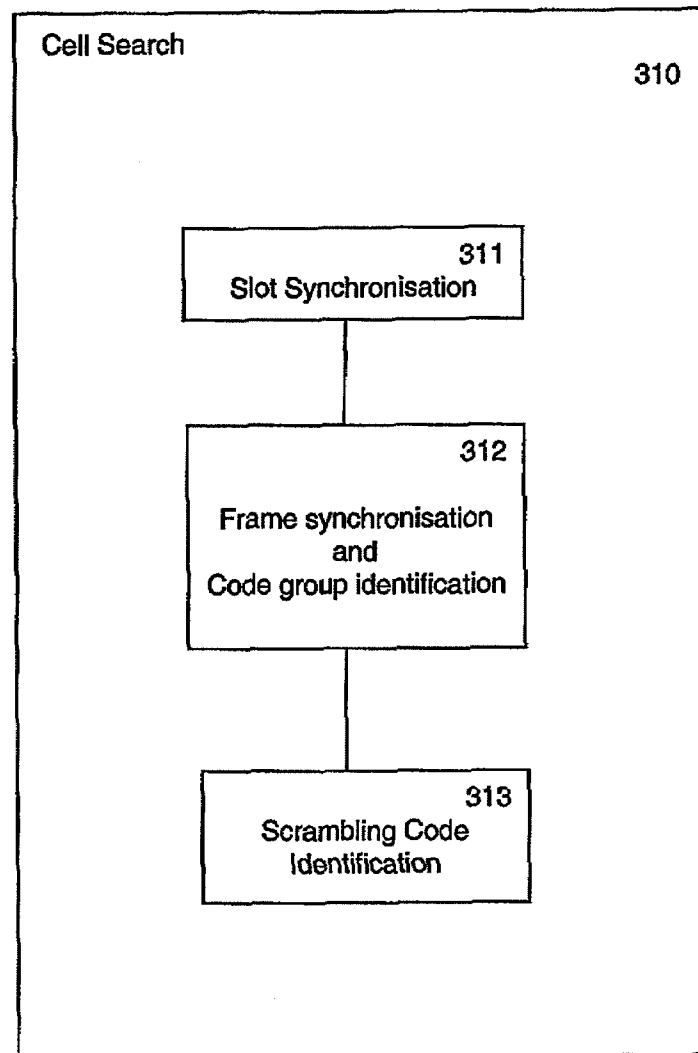 Cell Search
310
311
Slot Synchronisation
312
Frame synchronisation
and
Code group identification
313
Scrambling Code
Identification